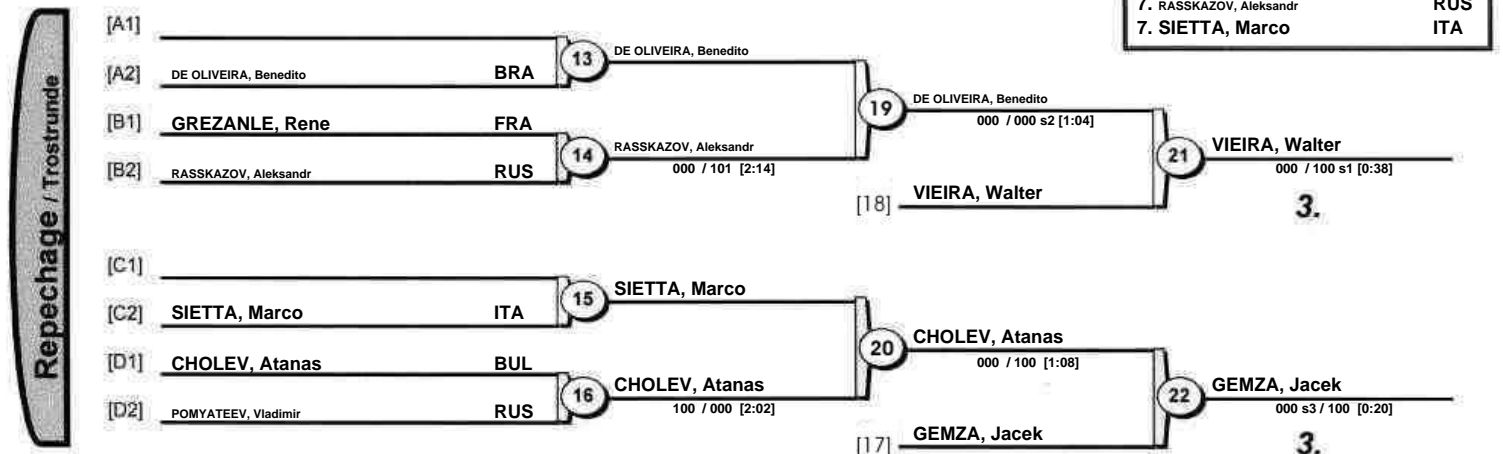 7. RASSKAZOV, Aleksandr RUS
7. SIETTA, Marco ITA
Repechage / Trostrunde
[A1]
[A2] DE OLIVEIRA, Benedito BRA
13 DE OLIVEIRA, Benedito
[B1] GREZANLE, Rene FRA
[B2] RASSKAZOV, Aleksandr RUS
14 RASSKAZOV, Aleksandr
000 / 101 [2:14]
19 DE OLIVEIRA, Benedito
000 / 000 s2 [1:04]
[18] VIEIRA, Walter
21 VIEIRA, Walter
000 / 100 s1 [0:38]
3.
[C1]
[C2] SIETTA, Marco ITA
15 SIETTA, Marco
[D1] CHOLEV, Atanas BUL
[D2] POMYATEEV, Vladimir RUS
16 CHOLEV, Atanas
100 / 000 [2:02]
20 CHOLEV, Atanas
000 / 100 [1:08]
[17] GEMZA, Jacek
22 GEMZA, Jacek
000 s3 / 100 [0:20]
3.